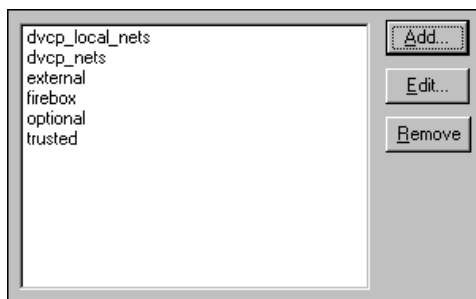 dvcp_local_nets
dvcp_nets
external
firebox
optional
trusted
Add...
Edit...
Remove